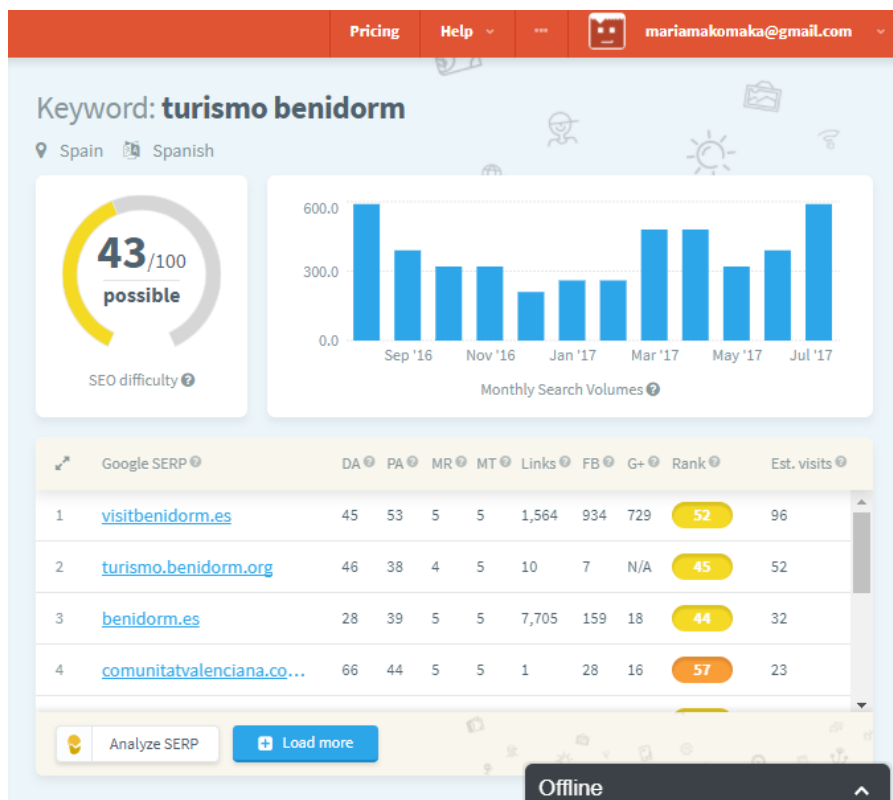 Pricing Help ··· mariamakomaka@gmail.com
Keyword: turismo benidorm
Spain Spanish
43/100
possible
SEO difficulty ?
600.0
300.0
0.0
Sep '16 Nov '16 Jan '17 Mar '17 May '17 Jul '17
Monthly Search Volumes ?
Google SERP ? DA ? PA ? MR ? MT ? Links ? FB ? G+ ? Rank ? Est. visits ?
1 visitbenidorm.es 45 53 5 5 1,564 934 729 52 96
2 turismo.benidorm.org 46 38 4 5 10 7 N/A 45 52
3 benidorm.es 28 39 5 5 7,705 159 18 44 32
4 comunitatvalenciana.co... 66 44 5 5 1 28 16 57 23
Analyze SERP Load more
Offline